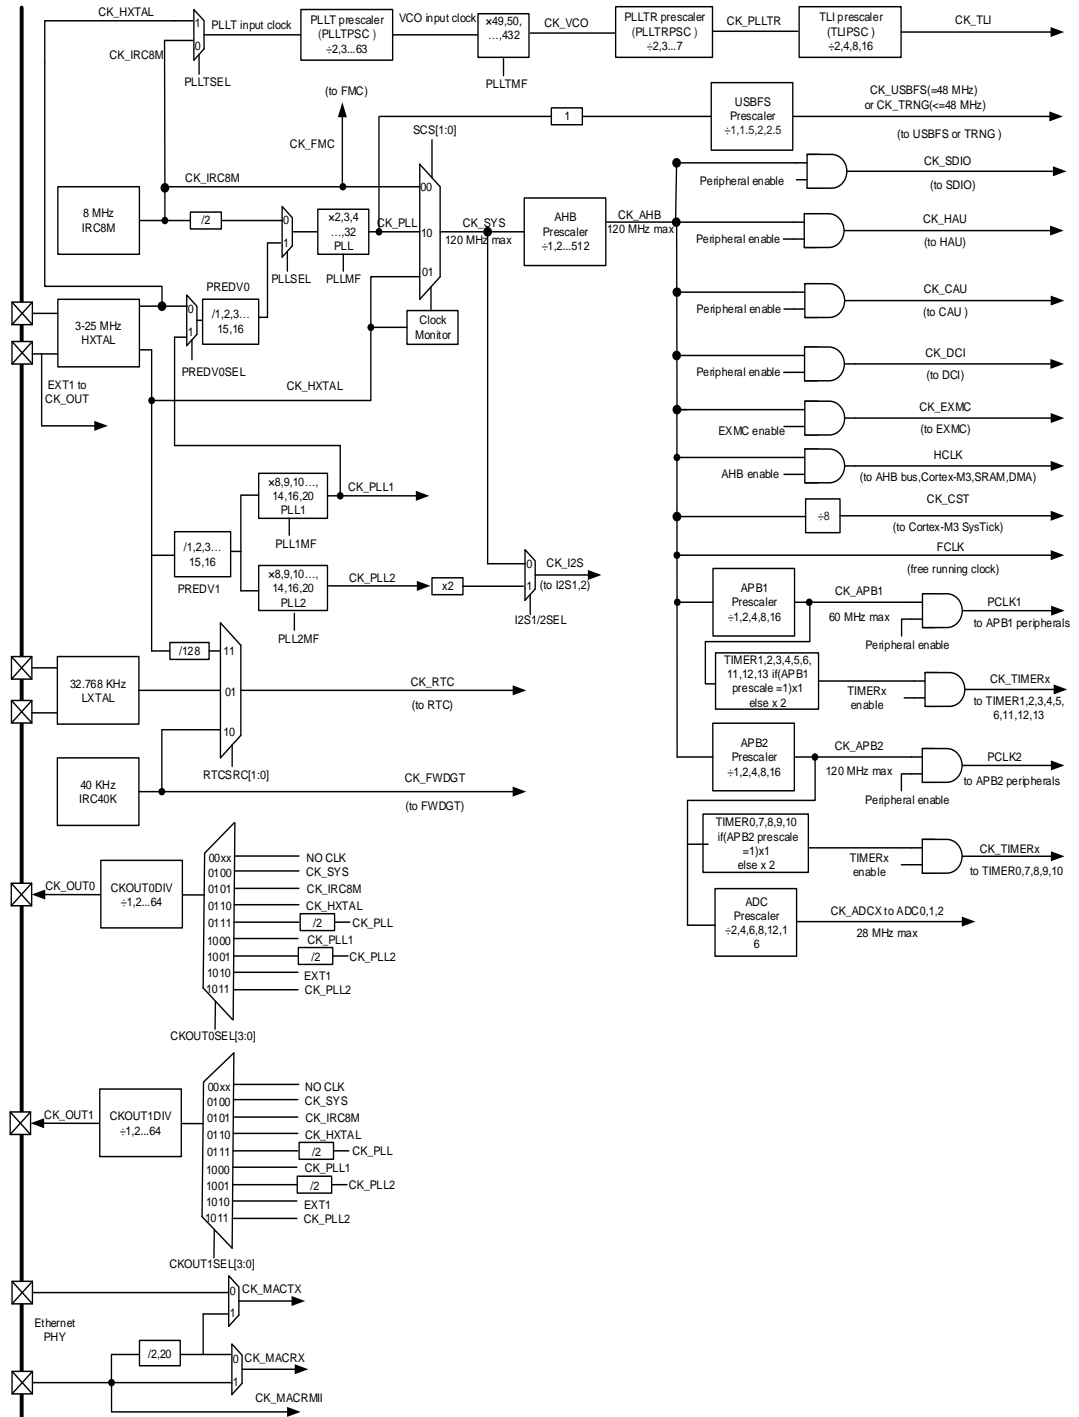 CK_HXTAL
1
0
PLLT input clock
PLLT prescaler
(PLLTPSC )
÷2,3...63
VCO input clock
×49,50,
...,432
CK_VCO
PLLTR prescaler
(PLLTRPSC )
÷2,3...7
CK_PLLTR
TLI prescaler
(TLIPSC )
÷2,4,8,16
CK_TLI
CK_IRC8M
PLLTSEL
PLLTMF
(to FMC)
CK_FMC
SCS[1:0]
1
USBFS
Prescaler
÷1,1.5,2,2.5
CK_USBFS(=48 MHz)
or CK_TRNG(<=48 MHz)
(to USBFS or TRNG )
CK_IRC8M
8 MHz
IRC8M
/2
0
1
PLLSEL
×2,3,4
...,32
PLL
PLLMF
CK_PLL
00
10
01
CK_SYS
120 MHz max
AHB
Prescaler
÷1,2...512
CK_AHB
120 MHz max
Clock
Monitor
3-25 MHz
HXTAL
0
1
PREDV0
/1,2,3...
15,16
PREDV0SEL
EXT1 to
CK_OUT
CK_HXTAL
Peripheral enable
CK_SDIO
(to SDIO)
Peripheral enable
CK_HAU
(to HAU)
Peripheral enable
CK_CAU
(to CAU )
Peripheral enable
CK_DCI
(to DCI)
EXMC enable
CK_EXMC
(to EXMC)
AHB enable
HCLK
(to AHB bus,Cortex-M3,SRAM,DMA)
÷8
CK_CST
(to Cortex-M3 SysTick)
FCLK
(free running clock)
×8,9,10...,
14,16,20
PLL1
CK_PLL1
PLL1MF
/1,2,3...
15,16
PREDV1
×8,9,10...,
14,16,20
PLL2
CK_PLL2
PLL2MF
x2
0
1
CK_I2S
(to I2S1,2)
I2S1/2SEL
APB1
Prescaler
÷1,2,4,8,16
CK_APB1
60 MHz max
Peripheral enable
PCLK1
to APB1 peripherals
TIMER1,2,3,4,5,6,
11,12,13 if(APB1
prescale =1)x1
else x 2
TIMERx
enable
CK_TIMERx
to TIMER1,2,3,4,5,
6,11,12,13
APB2
Prescaler
÷1,2,4,8,16
CK_APB2
120 MHz max
Peripheral enable
PCLK2
to APB2 peripherals
TIMER0,7,8,9,10
if(APB2 prescale
=1)x1
else x 2
TIMERx
enable
CK_TIMERx
to TIMER0,7,8,9,10
ADC
Prescaler
÷2,4,6,8,12,1
6
CK_ADCX to ADC0,1,2
28 MHz max
/128
11
01
10
32.768 KHz
LXTAL
CK_RTC
(to RTC)
RTCSRC[1:0]
40 KHz
IRC40K
CK_FWDGT
(to FWDGT)
CK_OUT0
CKOUT0DIV
÷1,2...64
00xx
NO CLK
0100
CK_SYS
0101
CK_IRC8M
0110
CK_HXTAL
0111
/2
CK_PLL
1000
CK_PLL1
1001
/2
CK_PLL2
1010
EXT1
1011
CK_PLL2
CKOUT0SEL[3:0]
CK_OUT1
CKOUT1DIV
÷1,2...64
00xx
NO CLK
0100
CK_SYS
0101
CK_IRC8M
0110
CK_HXTAL
0111
/2
CK_PLL
1000
CK_PLL1
1001
/2
CK_PLL2
1010
EXT1
1011
CK_PLL2
CKOUT1SEL[3:0]
0
1
CK_MACTX
Ethernet
PHY
/2,20
0
1
CK_MACRX
CK_MACRMII